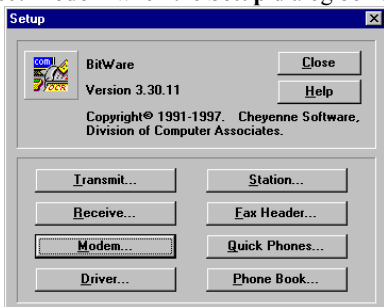 Setup
BitWare
Close
Version 3.30.11
Help
Copyright© 1991-1997. Cheyenne Software,
Division of Computer Associates.
Transmit... Station...
Receive... Fax Header...
Modem... Quick Phones...
Driver... Phone Book...